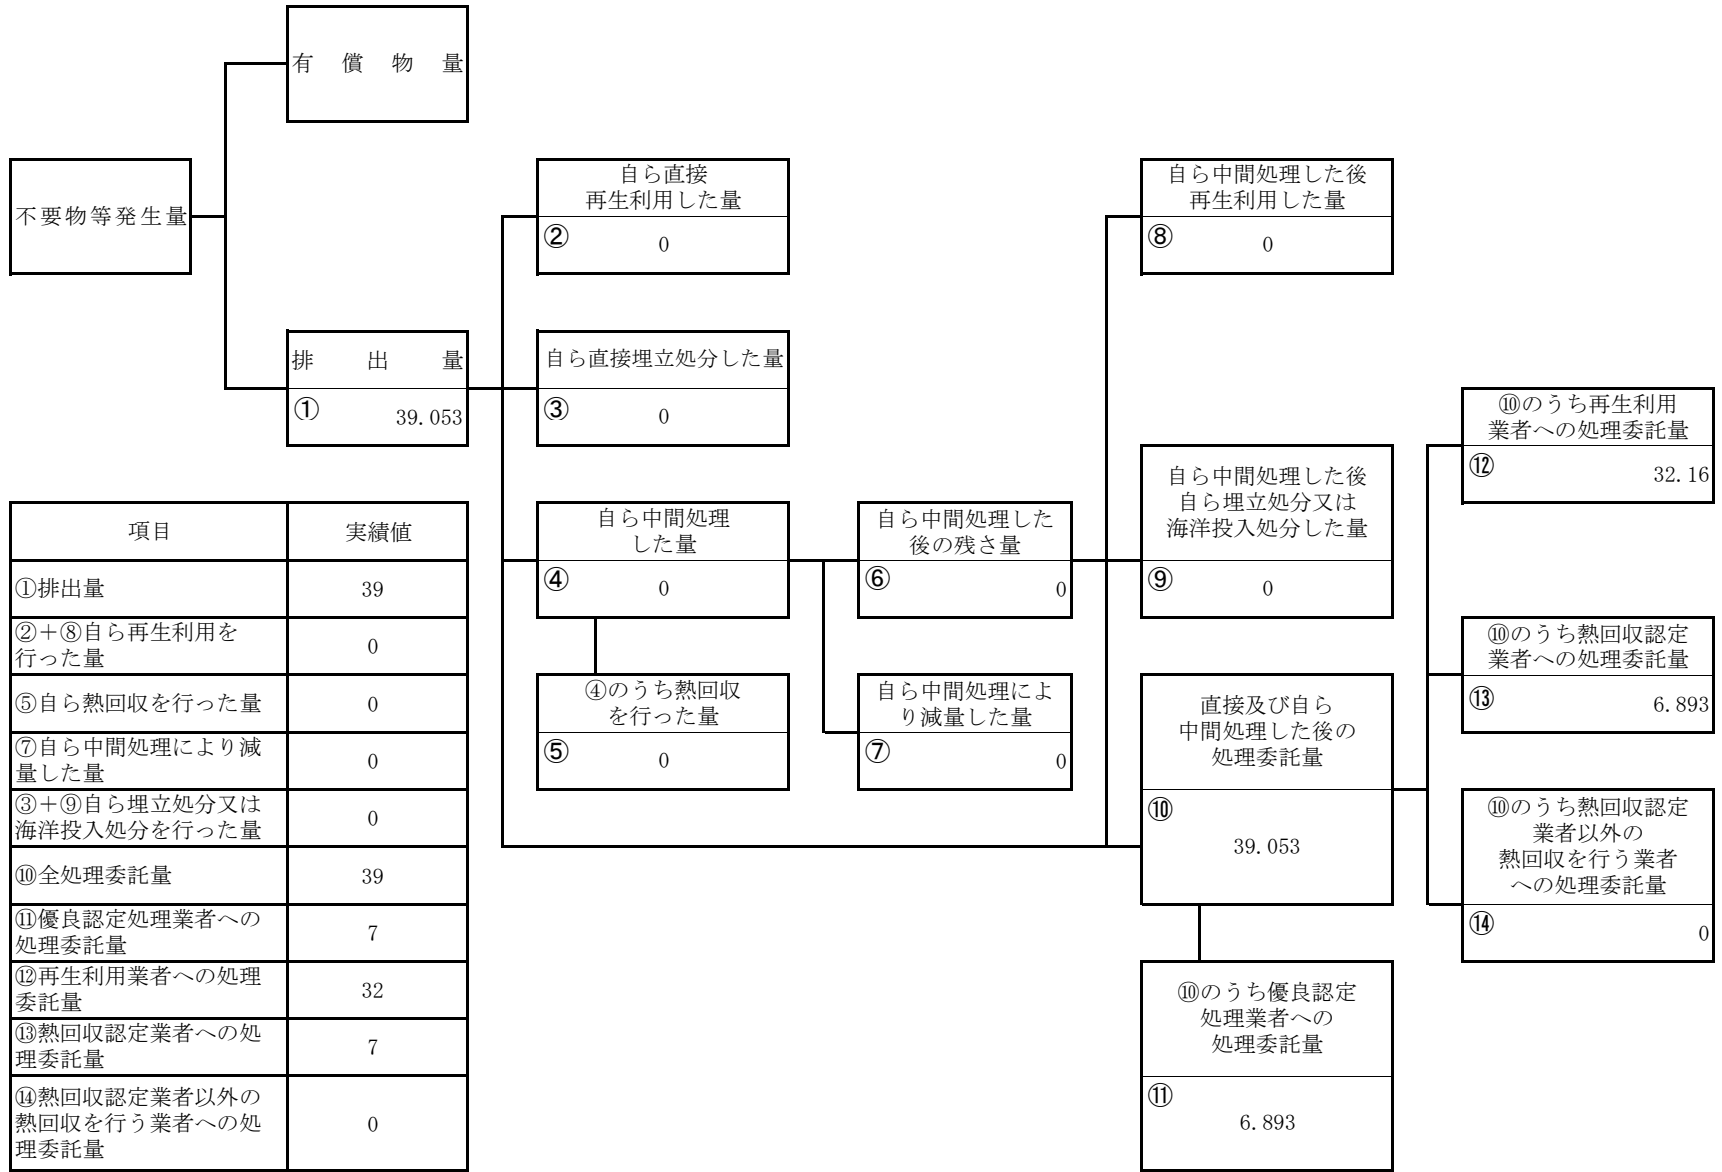 有償物量
不要物等発生量
排出量
① 39.053
自ら直接
再生利用した量
② 0
自ら直接埋立処分した量
③ 0
自ら中間処理
した量
④ 0
④のうち熱回収
を行った量
⑤ 0
自ら中間処理した
後の残さ量
⑥ 0
自ら中間処理によ
り減量した量
⑦ 0
自ら中間処理した後
再生利用した量
⑧ 0
自ら中間処理した後
自ら埋立処分又は
海洋投入処分した量
⑨ 0
直接及び自ら
中間処理した後の
処理委託量
⑩
39.053
⑩のうち優良認定
処理業者への
処理委託量
⑪
6.893
⑩のうち再生利用
業者への処理委託量
⑫ 32.16
⑩のうち熱回収認定
業者への処理委託量
⑬ 6.893
⑩のうち熱回収認定
業者以外の
熱回収を行う業者
への処理委託量
⑭ 0
項目 実績値
①排出量 39
②＋⑧自ら再生利用を
行った量 0
⑤自ら熱回収を行った量 0
⑦自ら中間処理により減
量した量 0
③＋⑨自ら埋立処分又は
海洋投入処分を行った量 0
⑩全処理委託量 39
⑪優良認定処理業者への
処理委託量 7
⑫再生利用業者への処理
委託量 32
⑬熱回収認定業者への処
理委託量 7
⑭熱回収認定業者以外の
熱回収を行う業者への処
理委託量 0